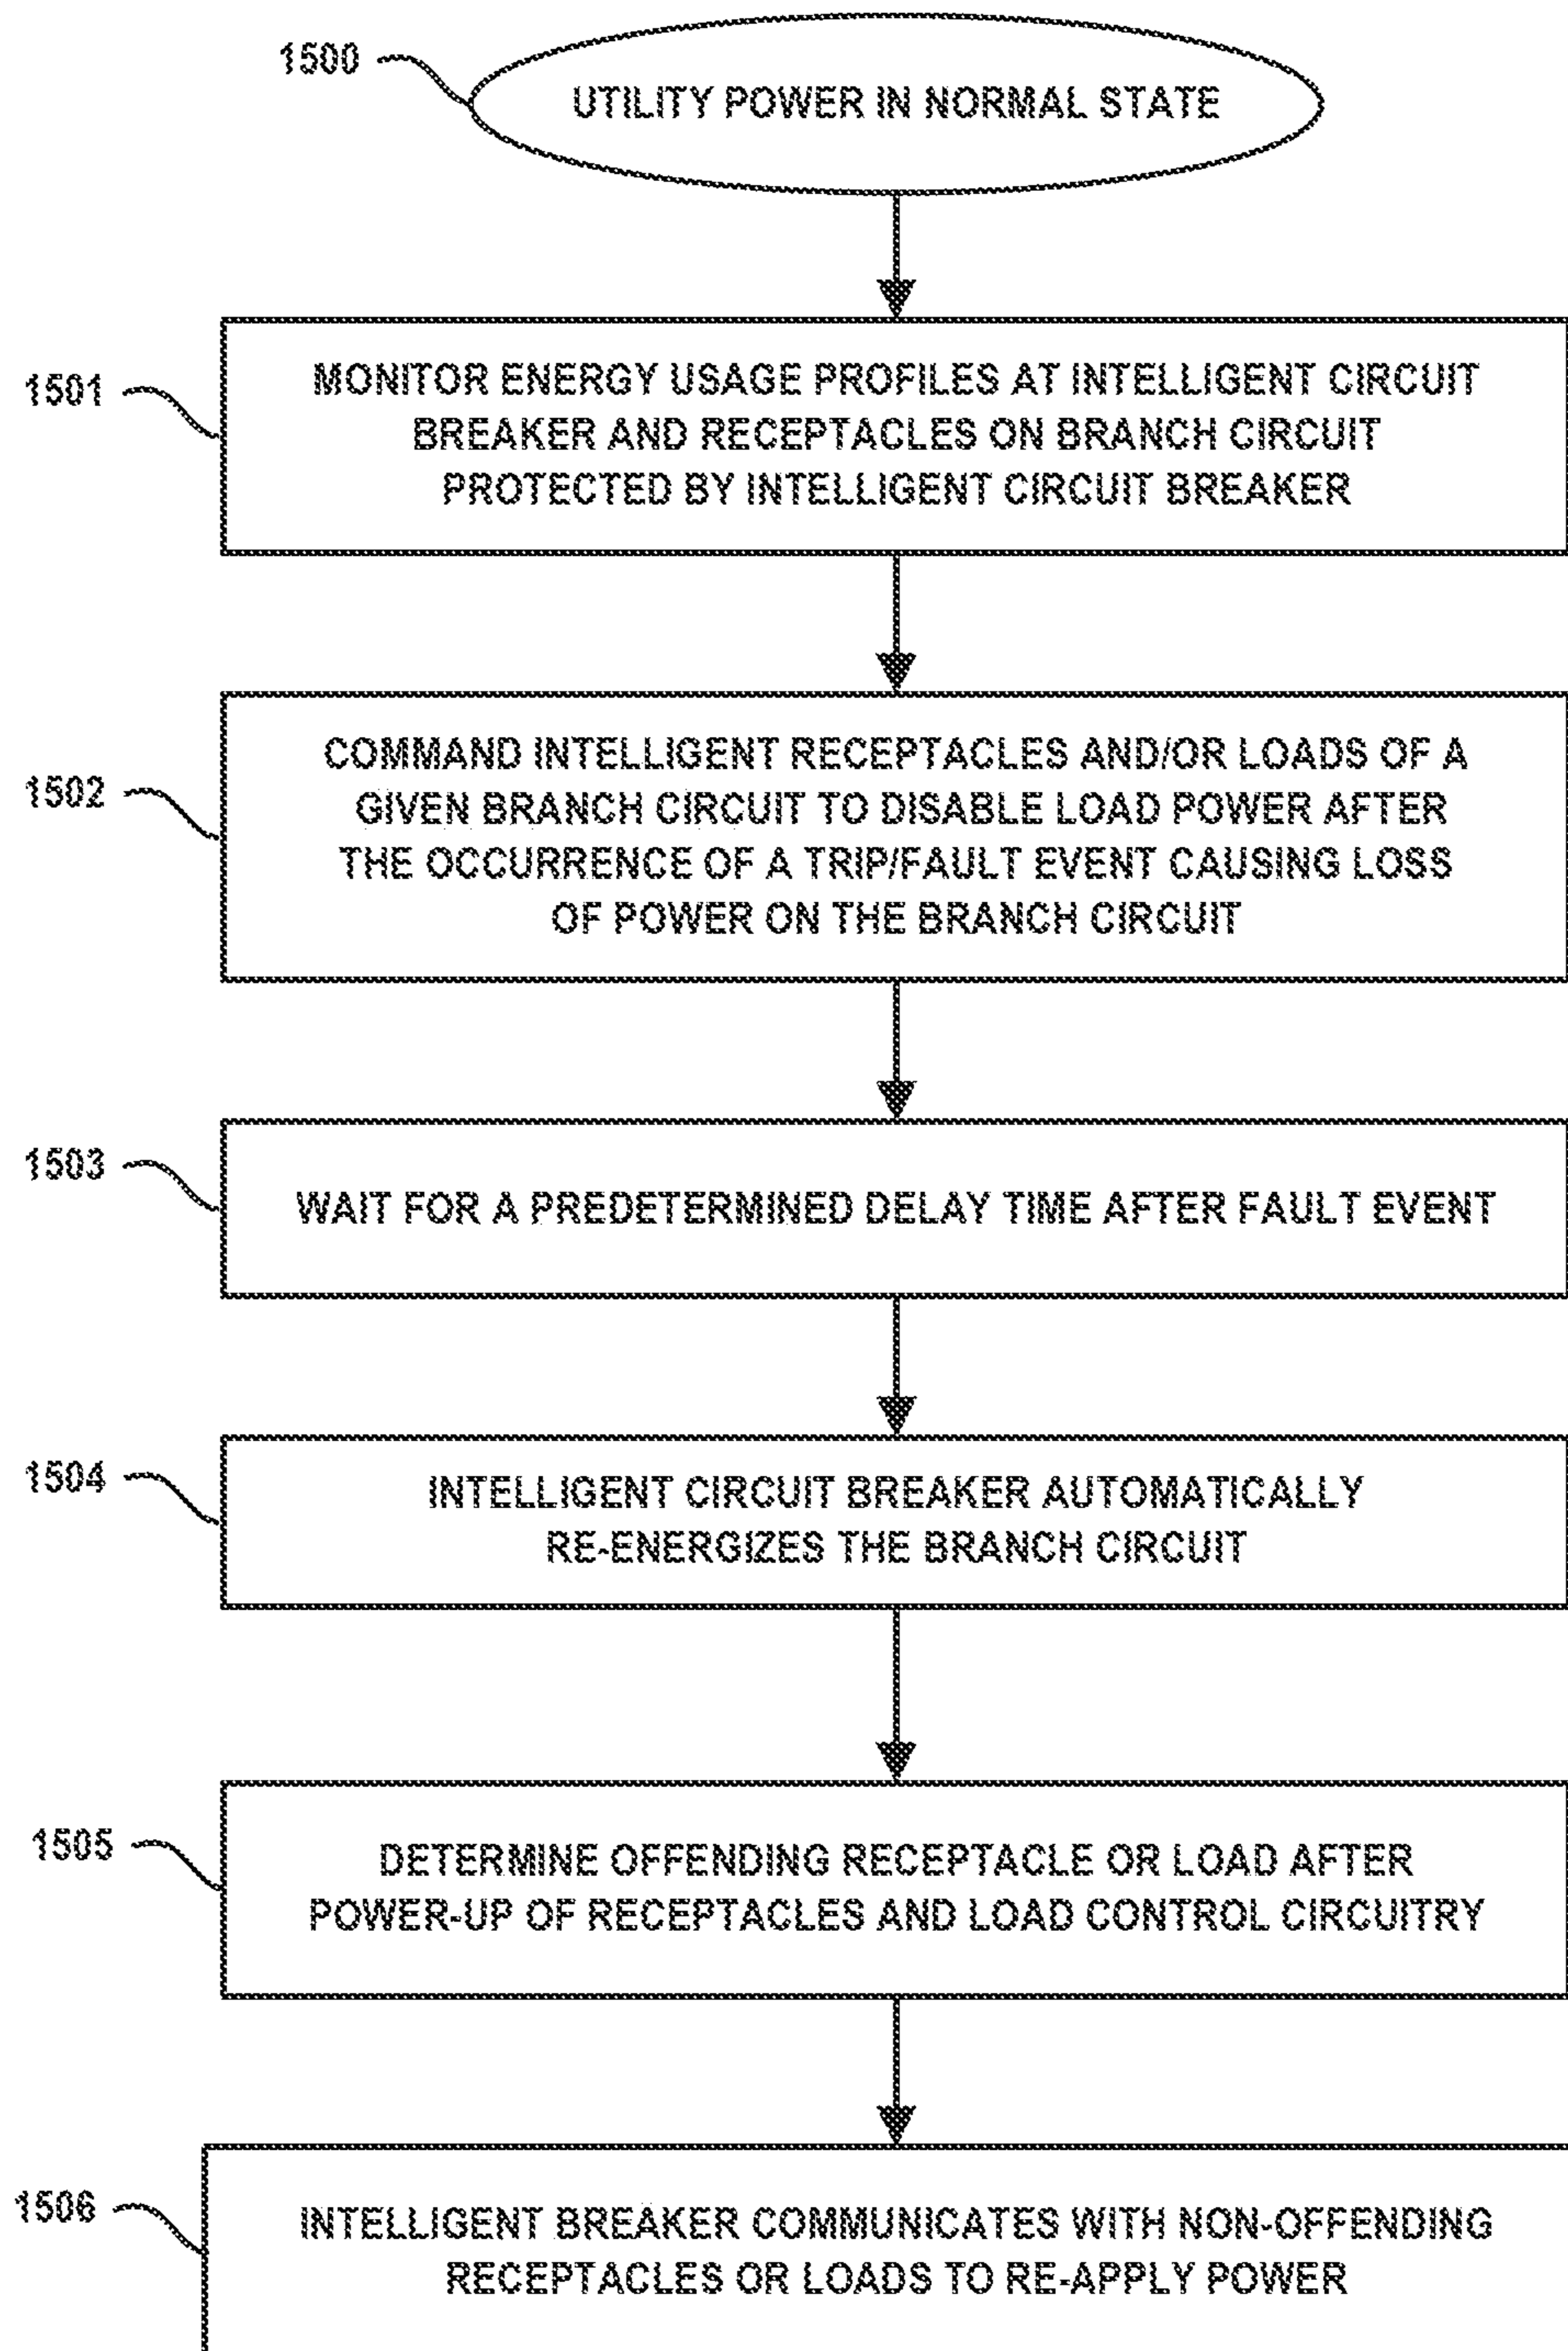 1500
UTILITY POWER IN NORMAL STATE
1501
MONITOR ENERGY USAGE PROFILES AT INTELLIGENT CIRCUIT
BREAKER AND RECEPTACLES ON BRANCH CIRCUIT
PROTECTED BY INTELLIGENT CIRCUIT BREAKER
1502
COMMAND INTELLIGENT RECEPTACLES AND/OR LOADS OF A
GIVEN BRANCH CIRCUIT TO DISABLE LOAD POWER AFTER
THE OCCURRENCE OF A TRIP/FAULT EVENT CAUSING LOSS
OF POWER ON THE BRANCH CIRCUIT
1503
WAIT FOR A PREDETERMINED DELAY TIME AFTER FAULT EVENT
1504
INTELLIGENT CIRCUIT BREAKER AUTOMATICALLY
RE-ENERGIZES THE BRANCH CIRCUIT
1505
DETERMINE OFFENDING RECEPTACLE OR LOAD AFTER
POWER-UP OF RECEPTACLES AND LOAD CONTROL CIRCUITRY
1506
INTELLIGENT BREAKER COMMUNICATES WITH NON-OFFENDING
RECEPTACLES OR LOADS TO RE-APPLY POWER